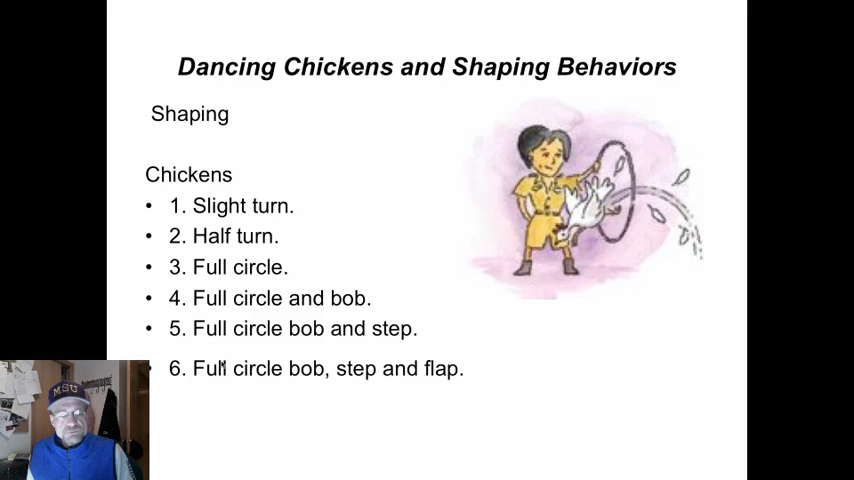 Dancing Chickens and Shaping Behaviors
Shaping
Chickens
• 1. Slight turn.
• 2. Half turn.
• 3. Full circle.
• 4. Full circle and bob.
• 5. Full circle bob and step.
• 6. Full circle bob, step and flap.
MSU